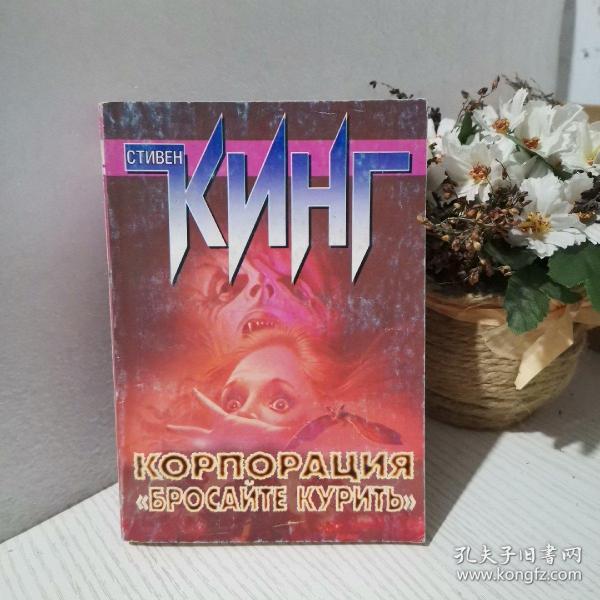 СТИВЕН
КИНГ
КОРПОРАЦИЯ
«БРОСАЙТЕ КУРИТЬ»
孔夫子旧书网
www.kongfz.com